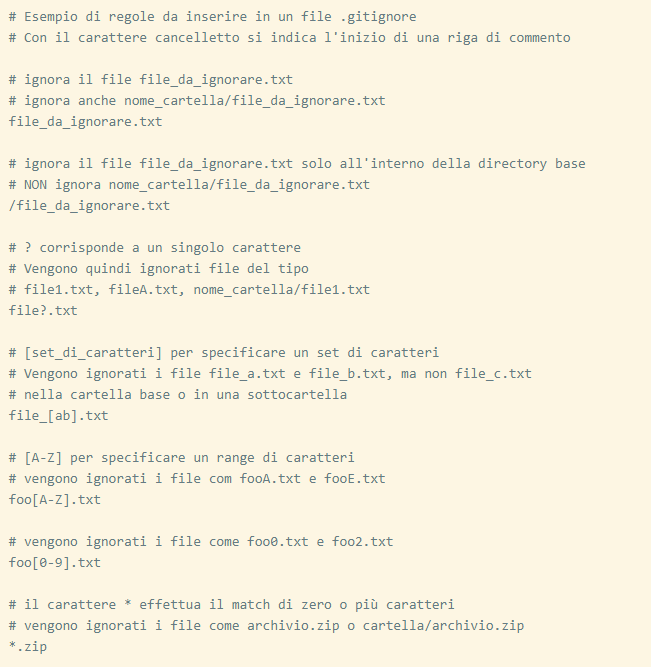 # Esempio di regole da inserire in un file .gitignore
# Con il carattere cancelletto si indica l'inizio di una riga di commento
# ignora il file file_da_ignorare.txt
# ignora anche nome_cartella/file_da_ignorare.txt
file_da_ignorare.txt
# ignora il file file_da_ignorare.txt solo all'interno della directory base
# NON ignora nome_cartella/file_da_ignorare.txt
/file_da_ignorare.txt
# ? corrisponde a un singolo carattere
# Vengono quindi ignorati file del tipo
# file1.txt, fileA.txt, nome_cartella/file1.txt
file?.txt
# [set_di_caratteri] per specificare un set di caratteri
# Vengono ignorati i file file_a.txt e file_b.txt, ma non file_c.txt
# nella cartella base o in una sottocartella
file_[ab].txt
# [A-Z] per specificare un range di caratteri
# vengono ignorati i file com fooA.txt e fooE.txt
foo[A-Z].txt
# vengono ignorati i file come foo0.txt e foo2.txt
foo[0-9].txt
# il carattere * effettua il match di zero o più caratteri
# vengono ignorati i file come archivio.zip o cartella/archivio.zip
*.zip